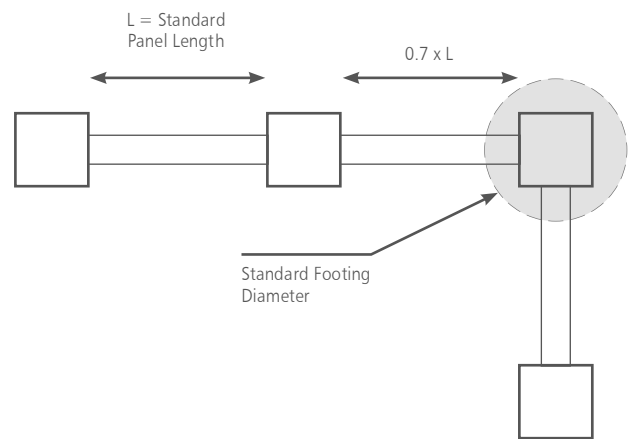 L = Standard
Panel Length
0.7 x L
Standard Footing
Diameter